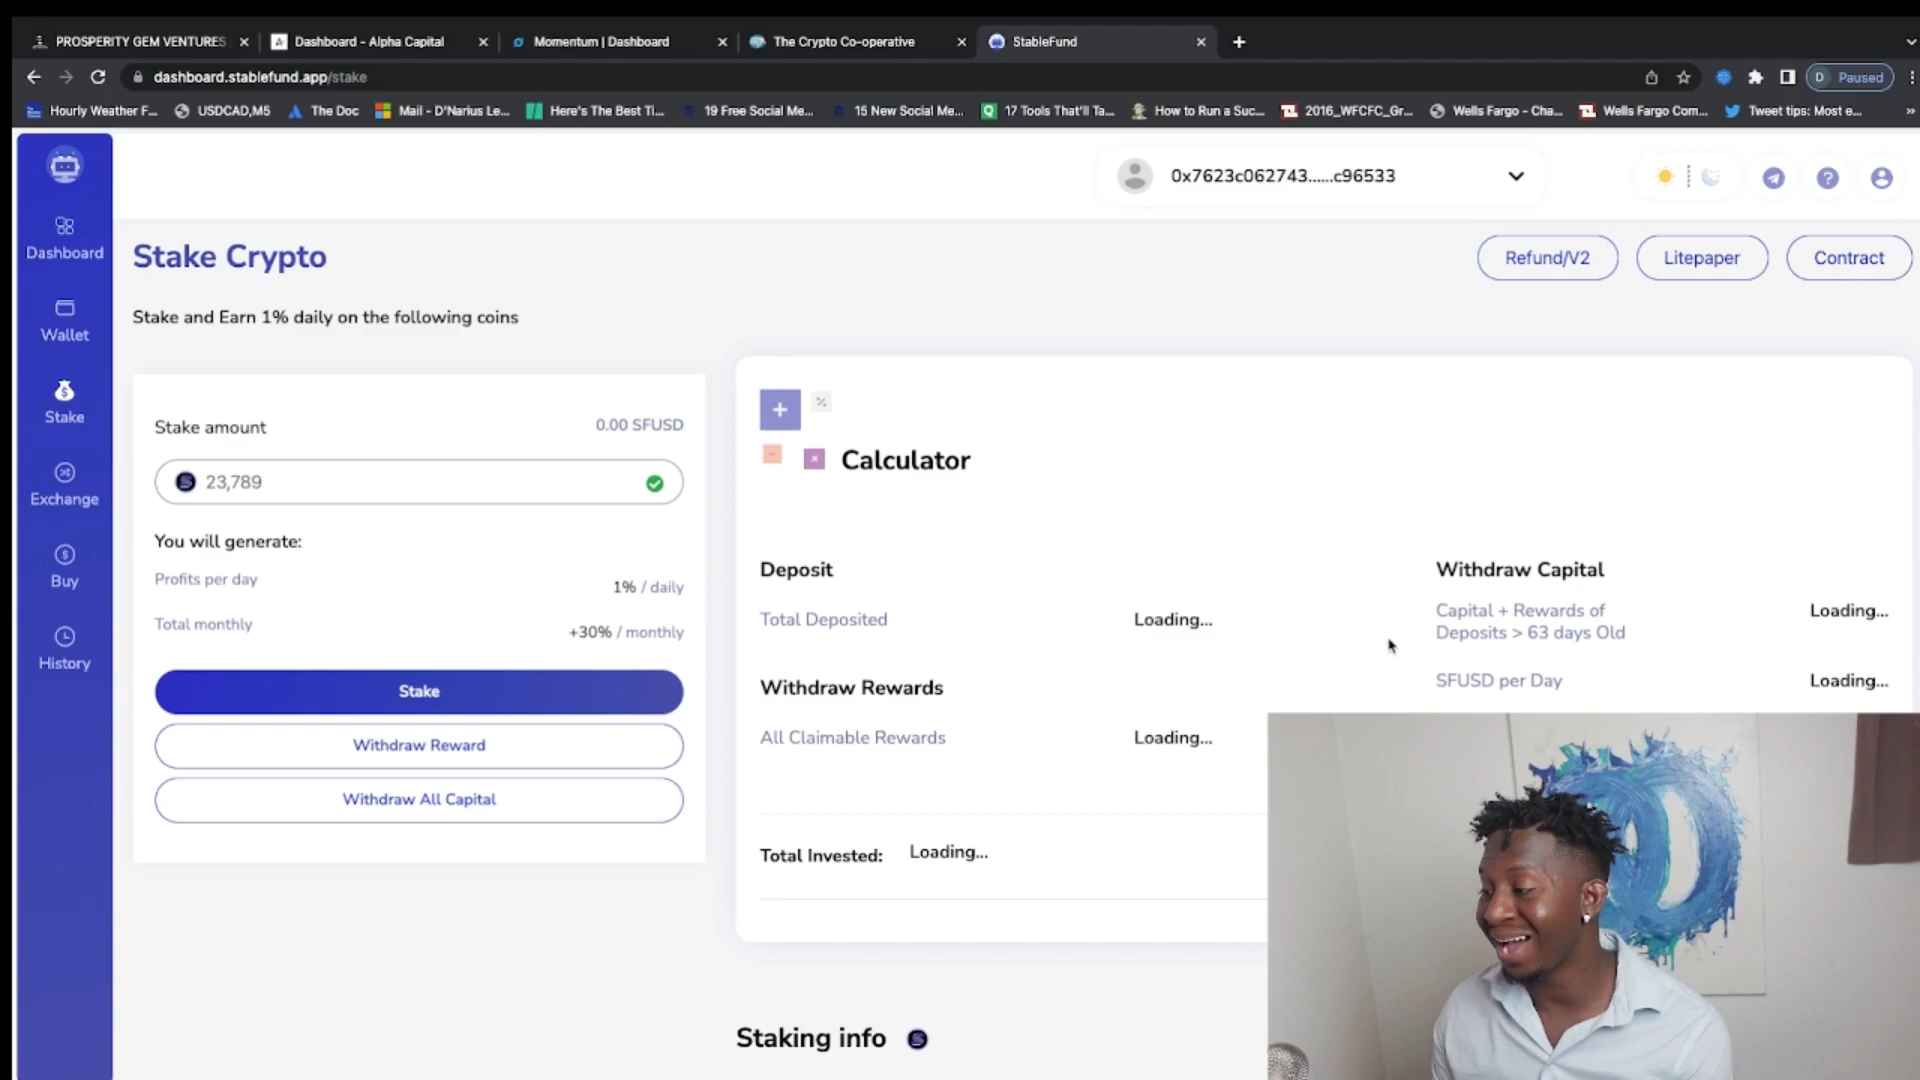 PROSPERITY GEM VENTURES
Dashboard - Alpha Capital
Momentum | Dashboard
The Crypto Co-operative
StableFund
dashboard.stablefund.app/stake
D Paused
Hourly Weather F...
USDCAD,M5
The Doc
Mail - D'Narius Le...
Here's The Best Ti...
19 Free Social Me...
15 New Social Me...
17 Tools That'll Ta...
How to Run a Suc...
2016_WFCFC_Gr...
Wells Fargo - Cha...
Wells Fargo Com...
Tweet tips: Most e...
0x7623c062743......c96533
Dashboard
Wallet
Stake
Exchange
Buy
History
Stake Crypto
Refund/V2
Litepaper
Contract
Stake and Earn 1% daily on the following coins
Stake amount
0.00 SFUSD
23,789
You will generate:
Profits per day
1% / daily
Total monthly
+30% / monthly
Stake
Withdraw Reward
Withdraw All Capital
Calculator
Deposit
Total Deposited
Loading...
Withdraw Rewards
All Claimable Rewards
Loading...
Withdraw Capital
Capital + Rewards of
Deposits > 63 days Old
Loading...
SFUSD per Day
Loading...
Total Invested:
Loading...
Staking info